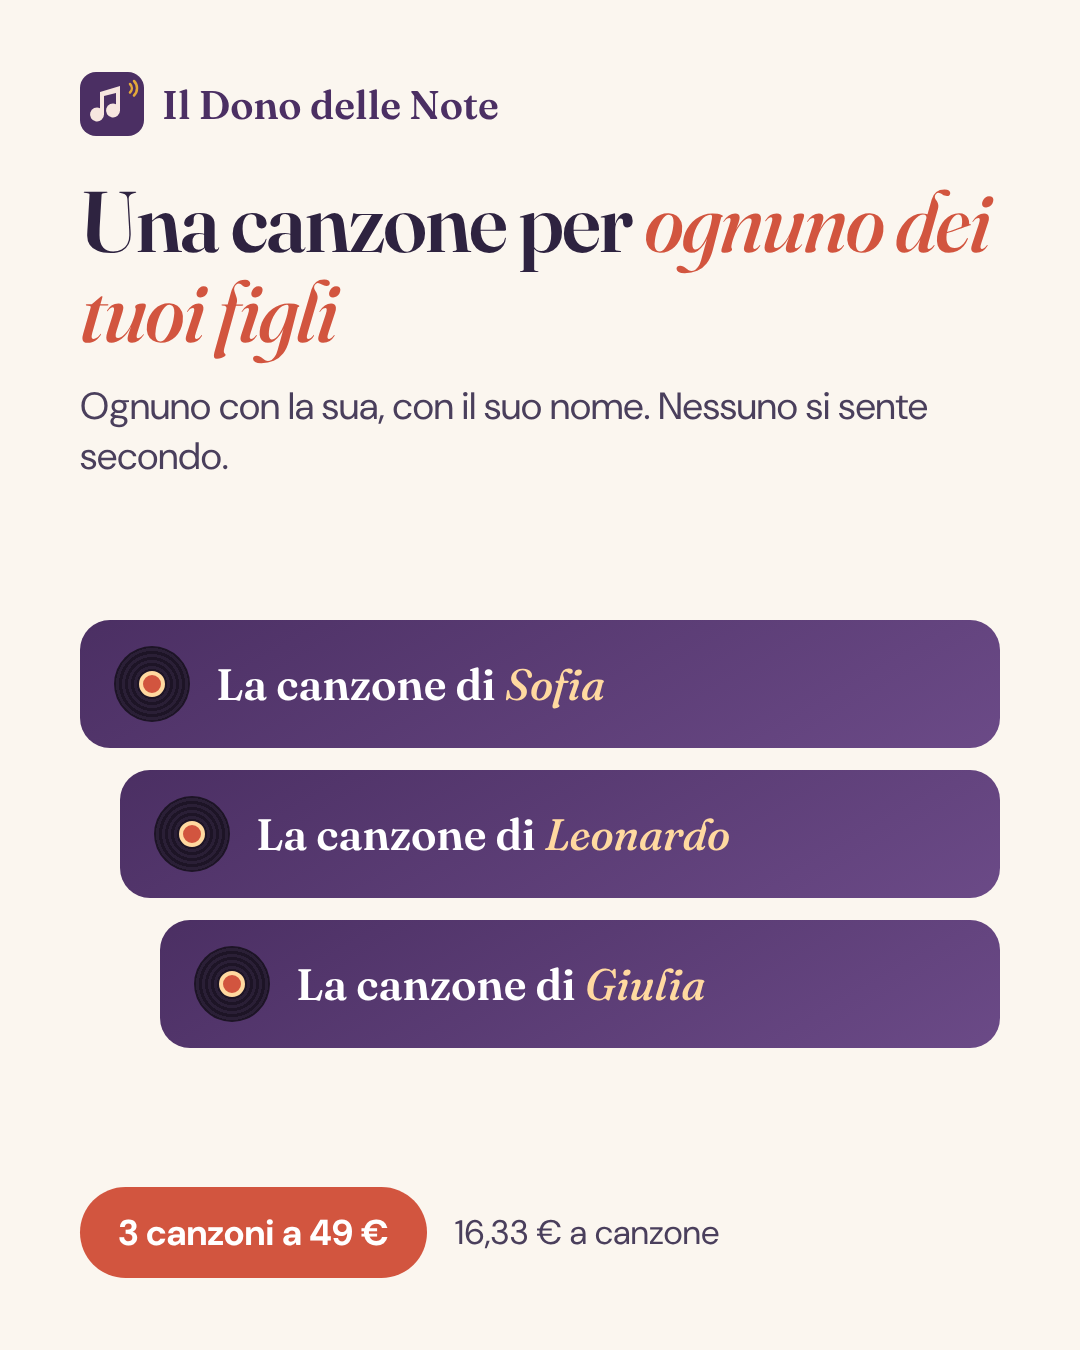 Il Dono delle Note
Una canzone per ognuno dei
tuoi figli
Ognuno con la sua, con il suo nome. Nessuno si sente
secondo.
La canzone di Sofia
La canzone di Leonardo
La canzone di Giulia
3 canzoni a 49 €
16,33 € a canzone